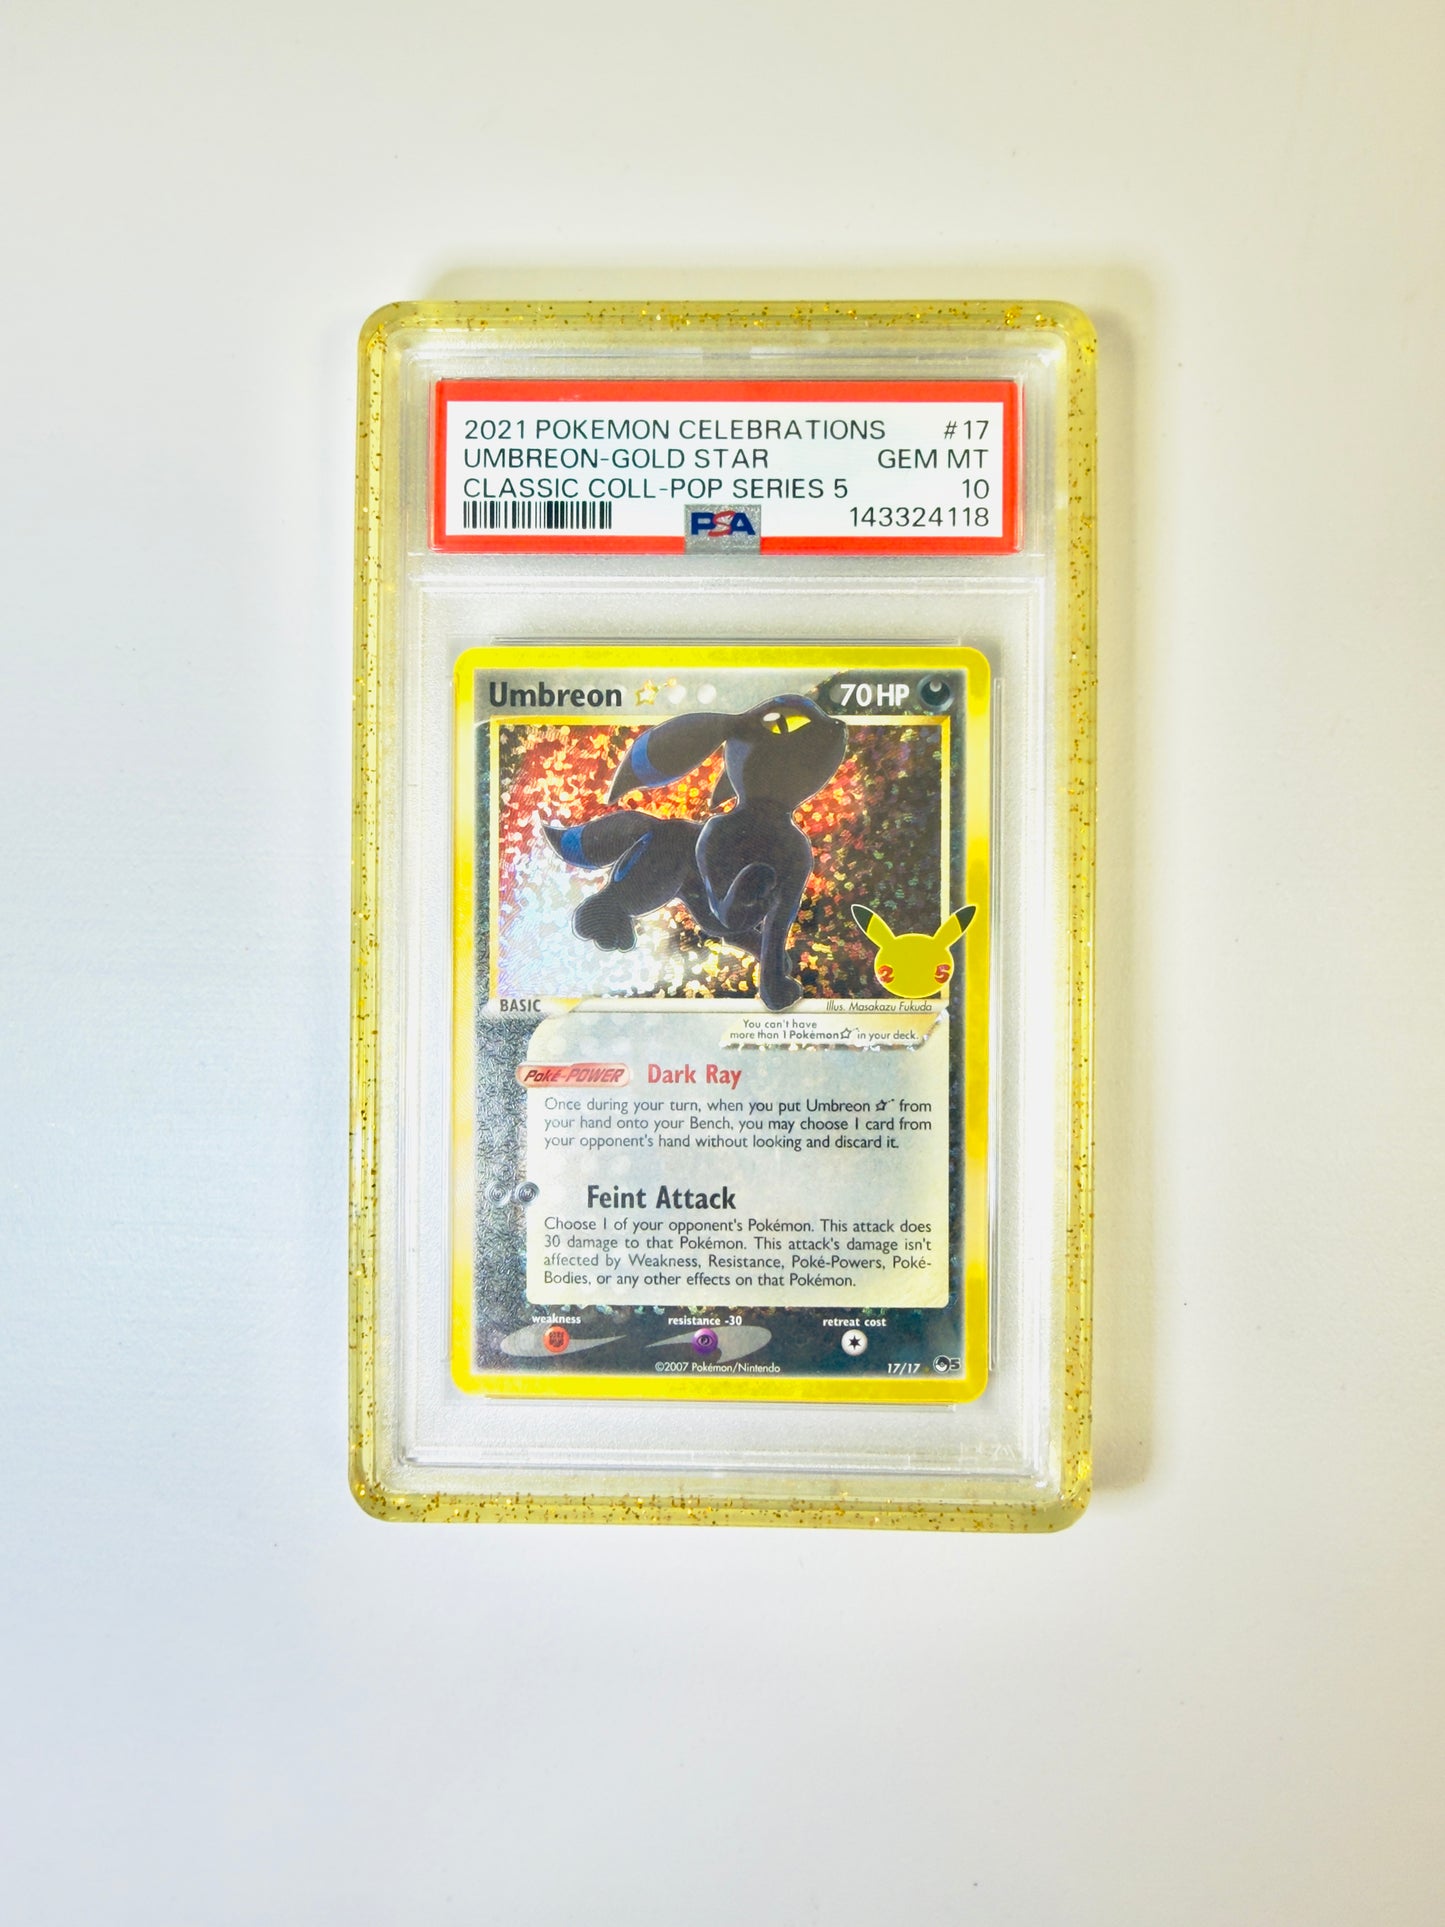 2021 POKEMON CELEBRATIONS #17
UMBREON-GOLD STAR GEM MT
CLASSIC COLL-POP SERIES 5 10
143324118
PSA
Umbreon 70 HP
25
BASIC
Illus. Masakazu Fukuda
You can't have
more than 1 Pokémon☆ in your deck.
Poké-POWER Dark Ray
Once during your turn, when you put Umbreon ☆ from
your hand onto your Bench, you may choose 1 card from
your opponent's hand without looking and discard it.
Feint Attack
Choose 1 of your opponent's Pokémon. This attack does
30 damage to that Pokémon. This attack's damage isn't
affected by Weakness, Resistance, Poké-Powers, Poké-
Bodies, or any other effects on that Pokémon.
weakness resistance -30 retreat cost
©2007 Pokémon/Nintendo 17/17 5